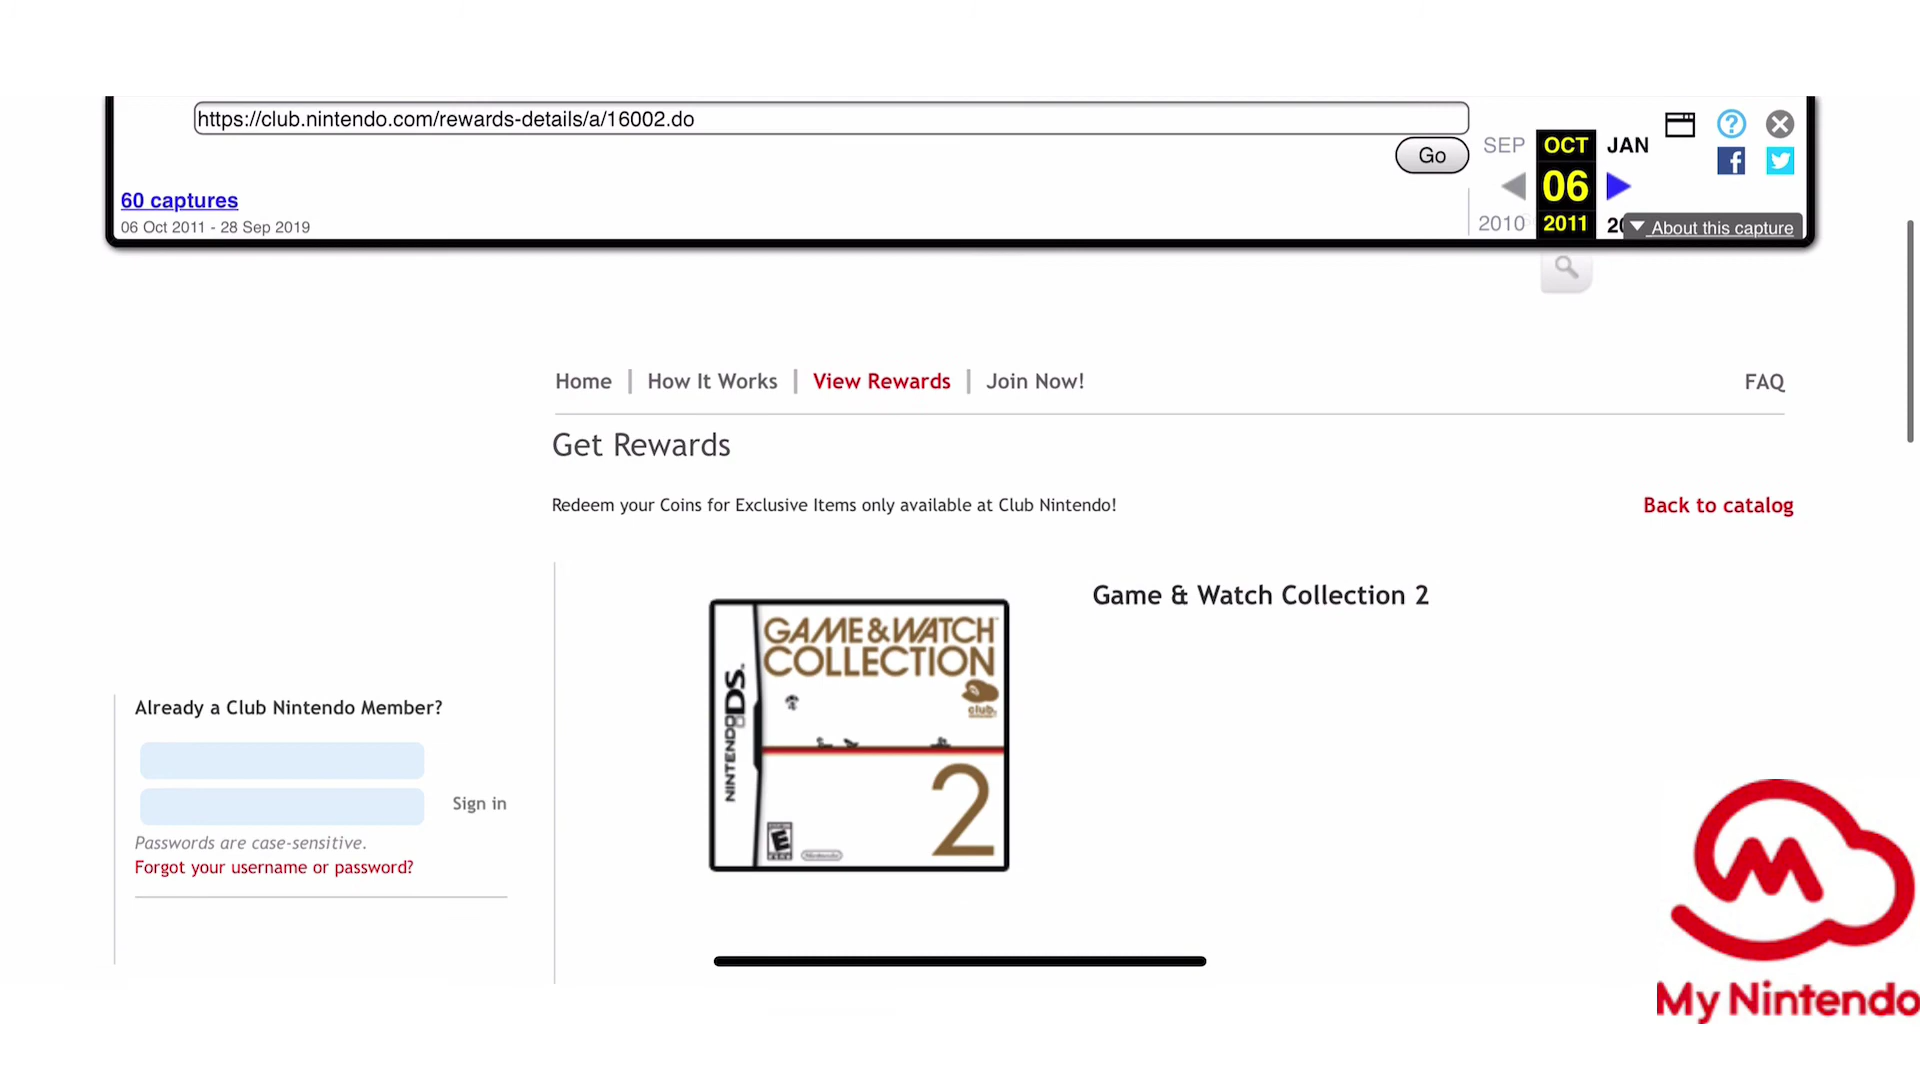 https://club.nintendo.com/rewards-details/a/16002.do
Go
SEP OCT JAN
06
2010 2011 20
About this capture
60 captures
06 Oct 2011 - 28 Sep 2019
Home | How It Works | View Rewards | Join Now!
FAQ
Get Rewards
Redeem your Coins for Exclusive Items only available at Club Nintendo!
Back to catalog
Game & Watch Collection 2
GAME & WATCH
COLLECTION
club
NINTENDO DS
2
E
Nintendo
Already a Club Nintendo Member?
Sign in
Passwords are case-sensitive.
Forgot your username or password?
My Nintendo